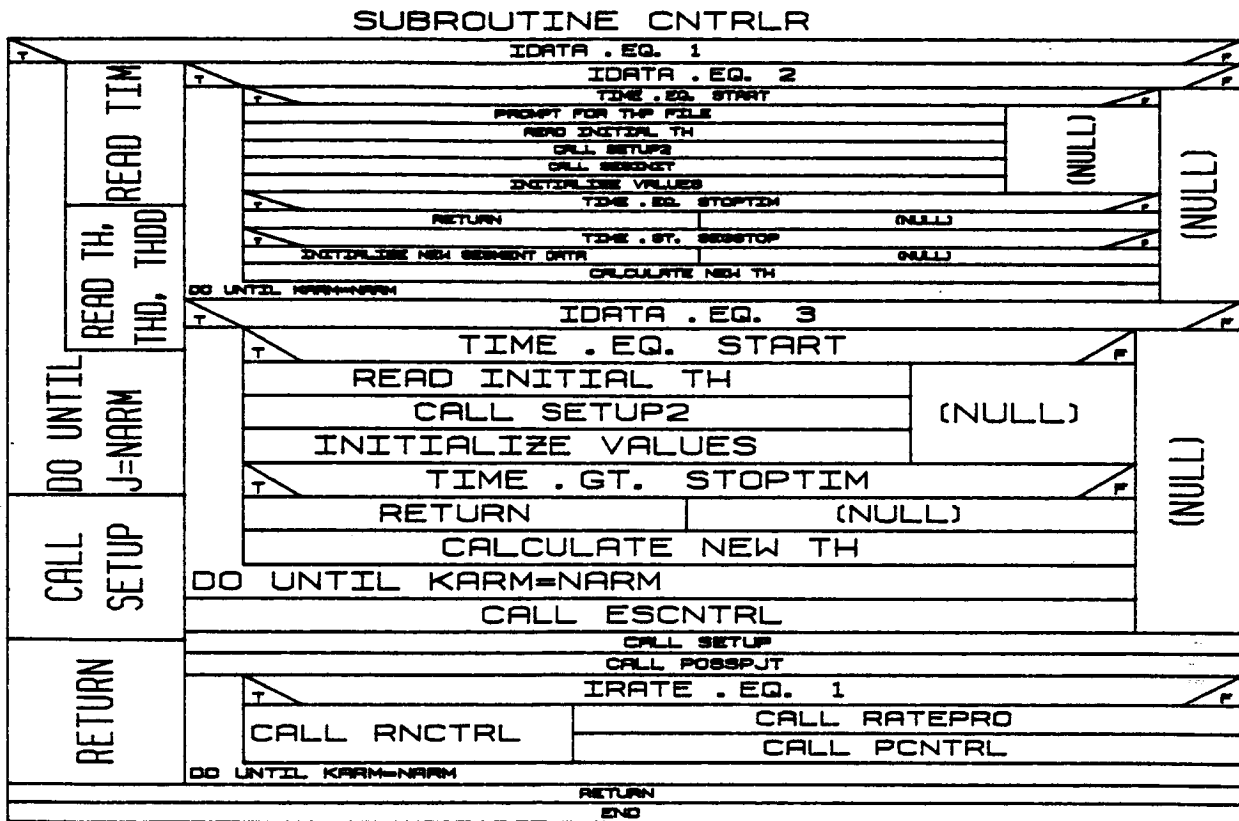 SUBROUTINE CNTRLR
T IDATA .EQ. 1 F
READ TIM
READ TH,
THD, THDD
DO UNTIL
J=NARM
CALL
SETUP
RETURN
T IDATA .EQ. 2 F
T TIME .EQ. START F
PROMPT FOR THP FILE
READ INITIAL TH
CALL SETUP2
CALL SEGINIT
INITIALIZE VALUES
(NULL)
T TIME .EQ. STOPTIM F
RETURN (NULL)
T TIME .GT. SEGSTOP F
INITIALIZE NEW SEGMENT DATA (NULL)
CALCULATE NEW TH
DO UNTIL KARM=NARM
(NULL)
T IDATA .EQ. 3 F
T TIME .EQ. START F
READ INITIAL TH
CALL SETUP2
INITIALIZE VALUES
(NULL)
T TIME .GT. STOPTIM F
RETURN (NULL)
CALCULATE NEW TH
DO UNTIL KARM=NARM
CALL ESCNTRL
(NULL)
CALL SETUP
CALL POSSPJT
T IRATE .EQ. 1 F
CALL RNCTRL
CALL RATEPRO
CALL PCNTRL
DO UNTIL KARM=NARM
RETURN
END